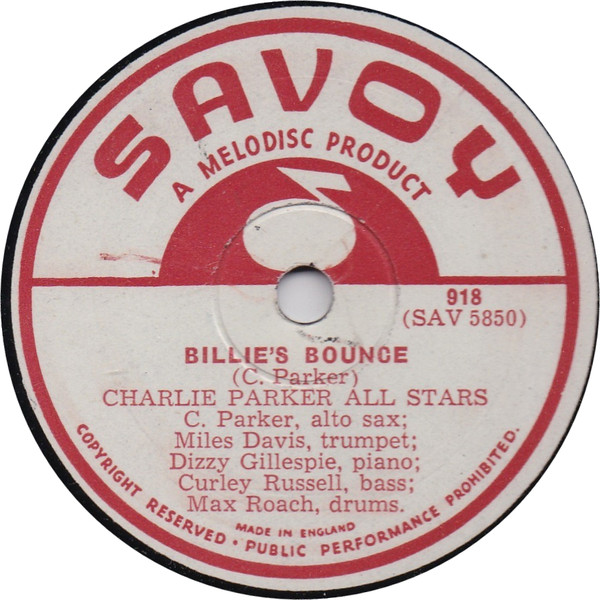 SAVOY
A MELODISC PRODUCT
918
(SAV 5850)
BILLIE'S BOUNCE
(C. Parker)
CHARLIE PARKER ALL STARS
C. Parker, alto sax;
Miles Davis, trumpet;
Dizzy Gillespie, piano;
Curley Russell, bass;
Max Roach, drums.
MADE IN ENGLAND
COPYRIGHT RESERVED • PUBLIC PERFORMANCE PROHIBITED.